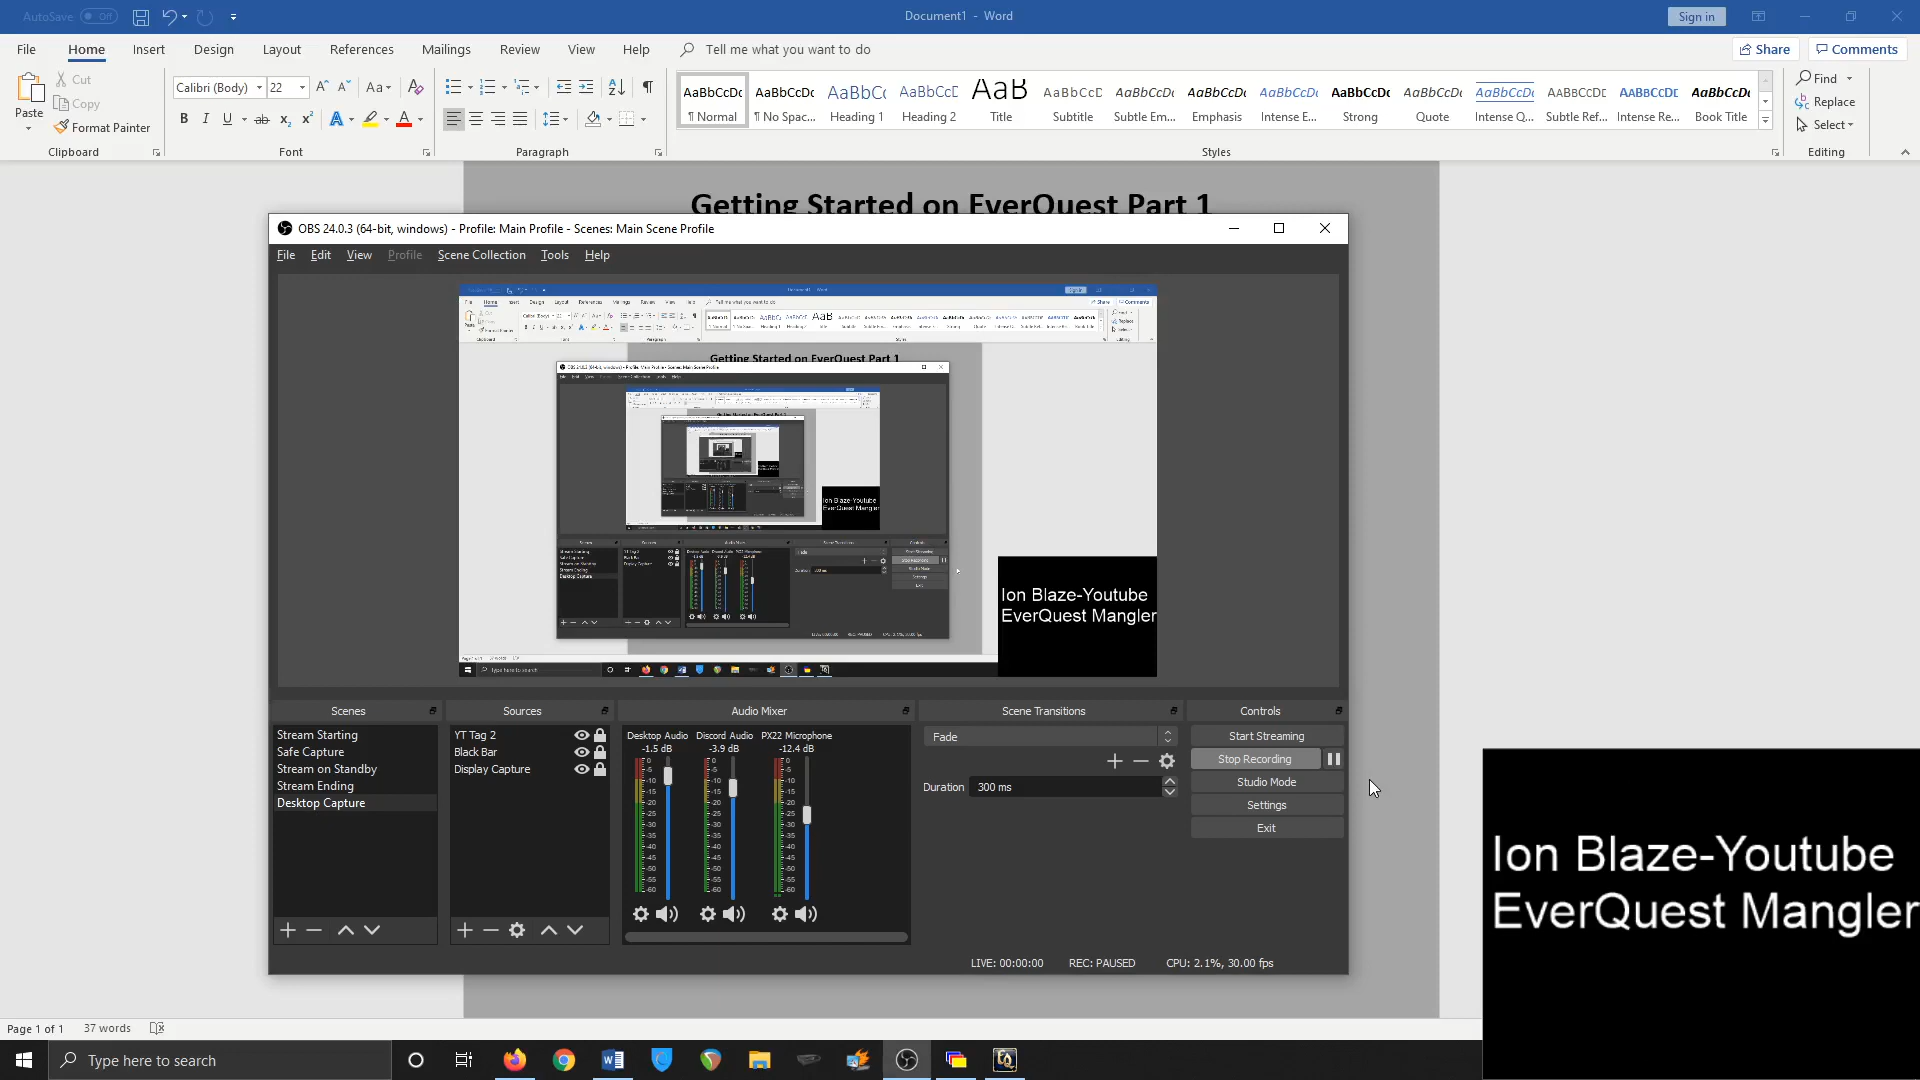 AutoSave Off
Document1 - Word
Sign in
File Home Insert Design Layout References Mailings Review View Help Tell me what you want to do
Share Comments
Paste
Cut
Copy
Format Painter
Clipboard
Calibri (Body) 22
Font
Paragraph
AaBbCcDc AaBbCcDc AaBbCc AaBbCcD AaB AaBbCcD AaBbCcDc AaBbCcDc AaBbCcDc AaBbCcDc AaBbCcDc AaBbCcDc AABBCCDD AABBCCDD AaBbCcDc
¶ Normal ¶ No Spac... Heading 1 Heading 2 Title Subtitle Subtle Em... Emphasis Intense E... Strong Quote Intense Q... Subtle Ref... Intense Re... Book Title
Styles
Find
Replace
Select
Editing
Getting Started on EverQuest Part 1
OBS 24.0.3 (64-bit, windows) - Profile: Main Profile - Scenes: Main Scene Profile
File Edit View Profile Scene Collection Tools Help
Getting Started on EverQuest Part 1
Ion Blaze-Youtube
EverQuest Mangler
Ion Blaze-Youtube
EverQuest Mangler
Scenes
Stream Starting
Safe Capture
Stream on Standby
Stream Ending
Desktop Capture
Sources
YT Tag 2
Black Bar
Display Capture
Audio Mixer
Desktop Audio Discord Audio PX22 Microphone
-1.5 dB -3.9 dB -12.4 dB
Scene Transitions
Fade
Duration 300 ms
Controls
Start Streaming
Stop Recording
Studio Mode
Settings
Exit
LIVE: 00:00:00 REC: PAUSED CPU: 2.1%, 30.00 fps
Ion Blaze-Youtube
EverQuest Mangler
Page 1 of 1 37 words
Type here to search